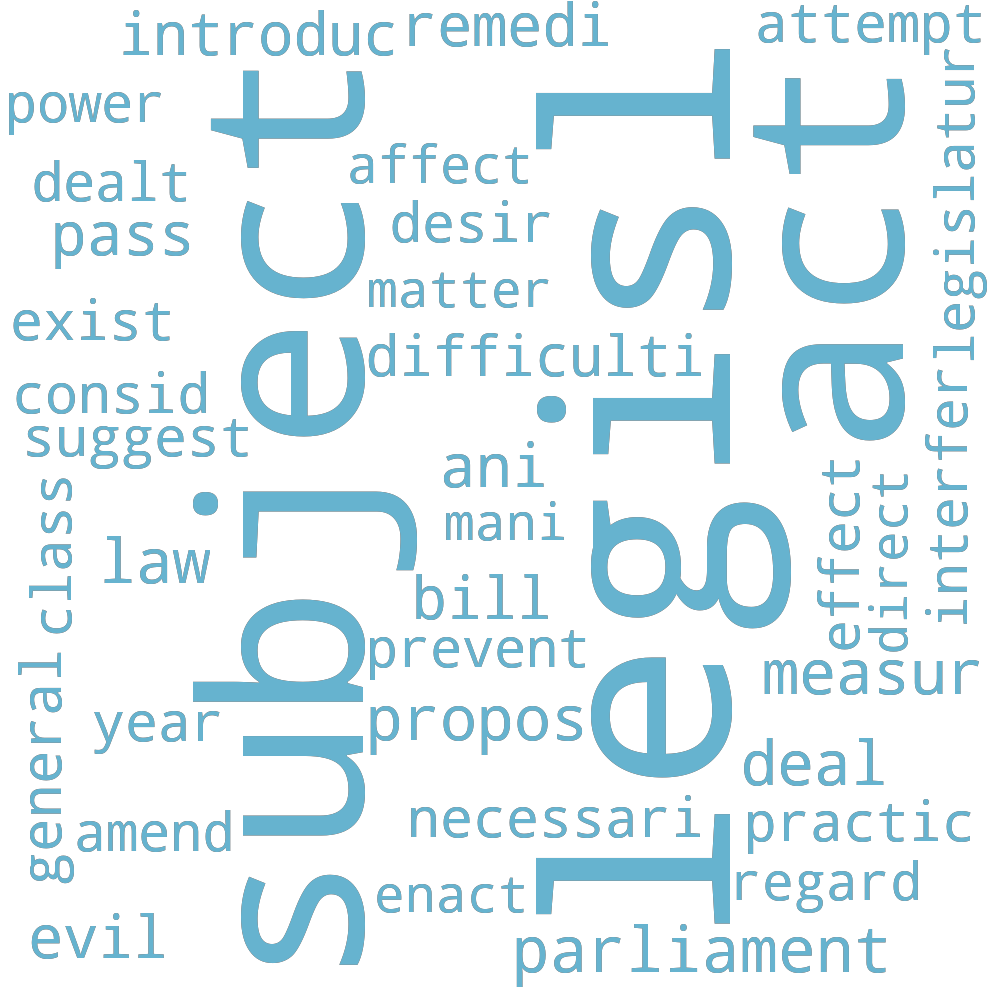 introduc
remedi
attempt
power
dealt
pass
affect
desir
matter
exist
difficulti
consid
suggest
subject
legisl
act
legislatur
interfer
ani
mani
effect
direct
class
law
bill
prevent
measur
general
year
propos
deal
amend
necessari
practic
enact
regard
evil
parliament